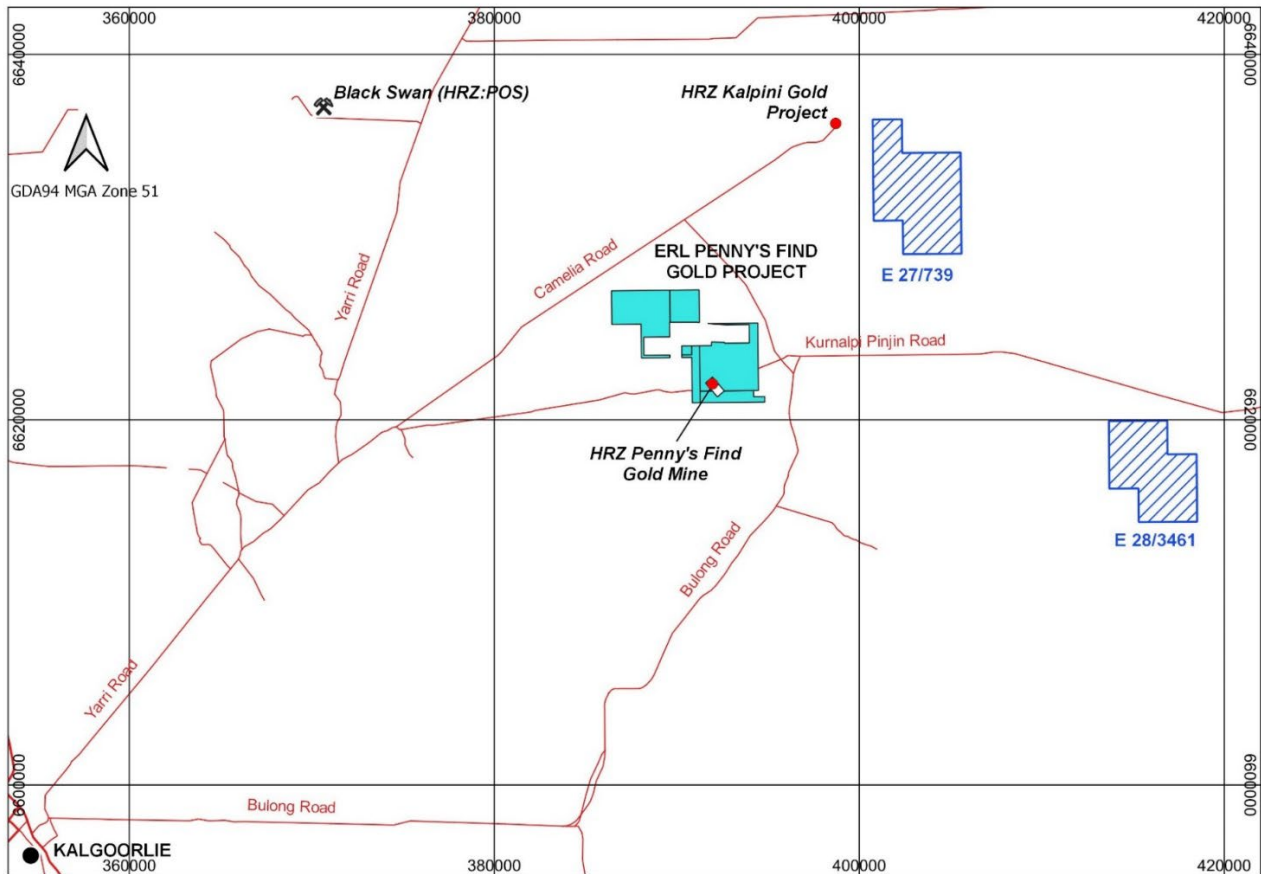 360000
380000
400000
420000
6640000
6640000
Black Swan (HRZ:POS)
HRZ Kalpini Gold
Project
GDA94 MGA Zone 51
Camelia Road
ERL PENNY'S FIND
GOLD PROJECT
E 27/739
Yarri Road
Kurnalpi Pinjin Road
6620000
6620000
HRZ Penny's Find
Gold Mine
E 28/3461
Bulong Road
Yarri Road
6600000
6600000
Bulong Road
KALGOORLIE
360000
380000
400000
420000